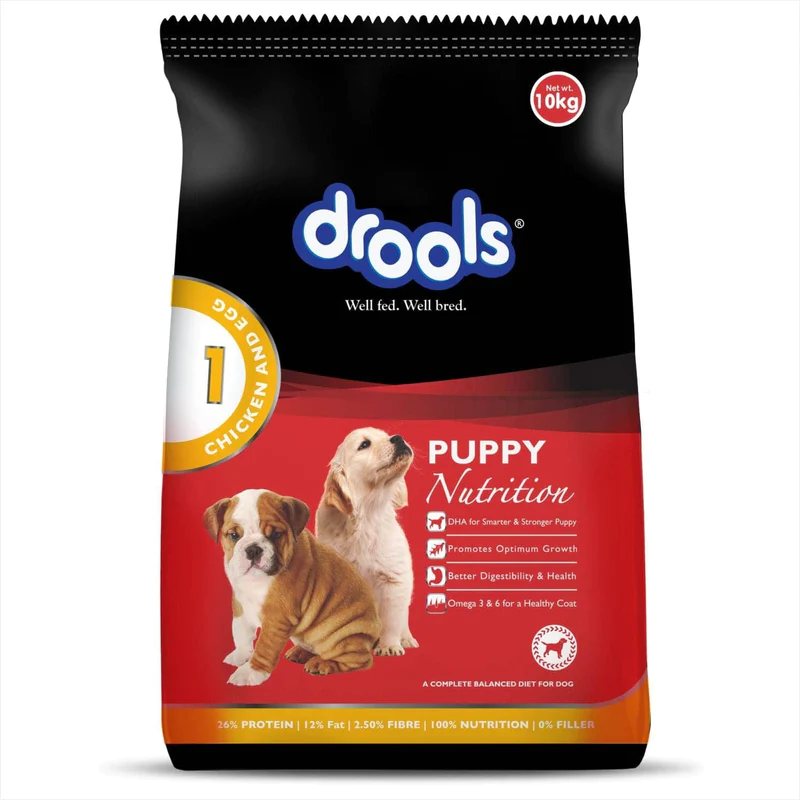 Net wt.
10kg
drools®
Well fed. Well bred.
1
CHICKEN AND EGG
PUPPY
Nutrition
DHA for Smarter & Stronger Puppy
Promotes Optimum Growth
Better Digestibility & Health
Omega 3 & 6 for a Healthy Coat
A COMPLETE BALANCED DIET FOR DOG
26% PROTEIN | 12% Fat | 2.50% FIBRE | 100% NUTRITION | 0% FILLER